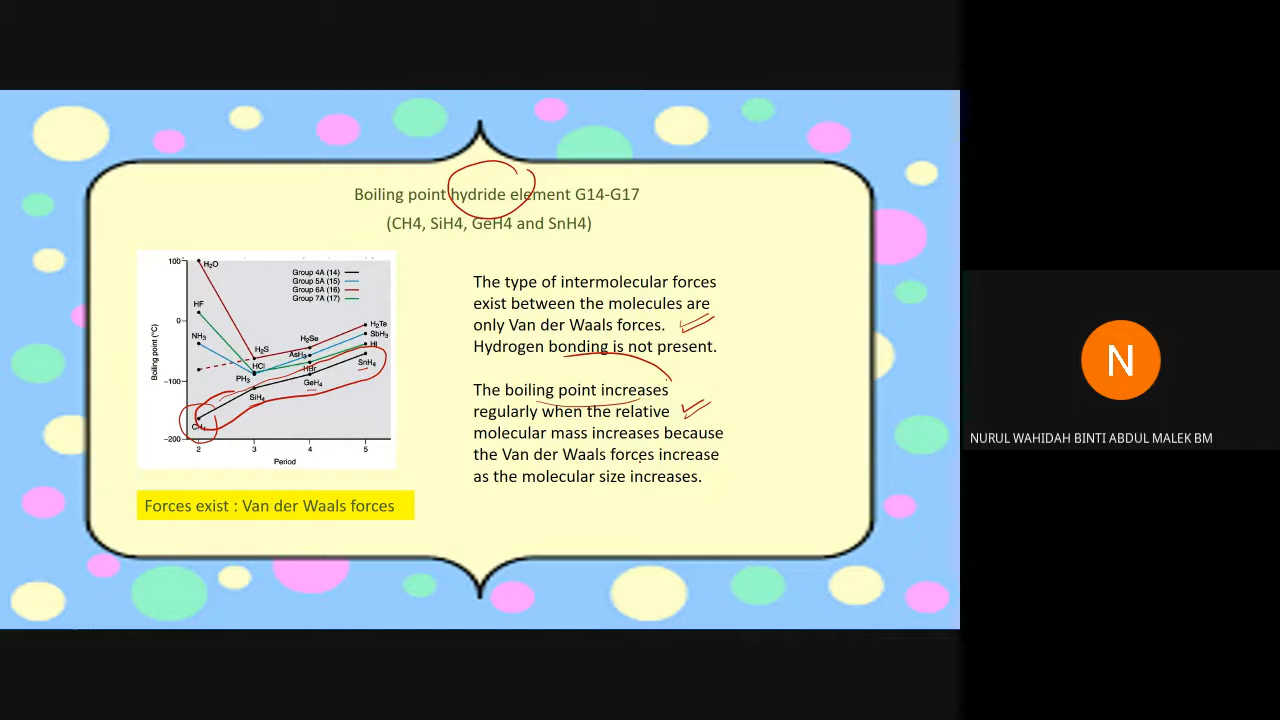 Boiling point hydride element G14-G17
(CH4, SiH4, GeH4 and SnH4)
100
0
−100
−200
Boiling point (°C)
2 3 4 5
Period
Group 4A (14)
Group 5A (15)
Group 6A (16)
Group 7A (17)
H₂O
HF
NH₃
CH₄
H₂S
HCl
PH₃
SiH₄
H₂Se
AsH₃
HBr
GeH₄
H₂Te
SbH₃
HI
SnH₄
Forces exist : Van der Waals forces
The type of intermolecular forces
exist between the molecules are
only Van der Waals forces.
Hydrogen bonding is not present.
The boiling point increases
regularly when the relative
molecular mass increases because
the Van der Waals forces increase
as the molecular size increases.
N
NURUL WAHIDAH BINTI ABDUL MALEK BM